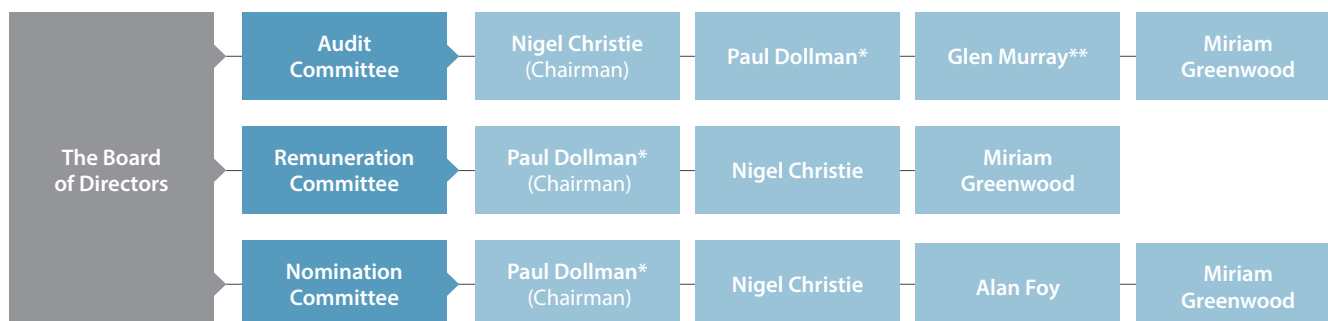 The Board
of Directors
Audit
Committee
Nigel Christie
(Chairman)
Paul Dollman*
Glen Murray**
Miriam
Greenwood
Remuneration
Committee
Paul Dollman*
(Chairman)
Nigel Christie
Miriam
Greenwood
Nomination
Committee
Paul Dollman*
(Chairman)
Nigel Christie
Alan Foy
Miriam
Greenwood